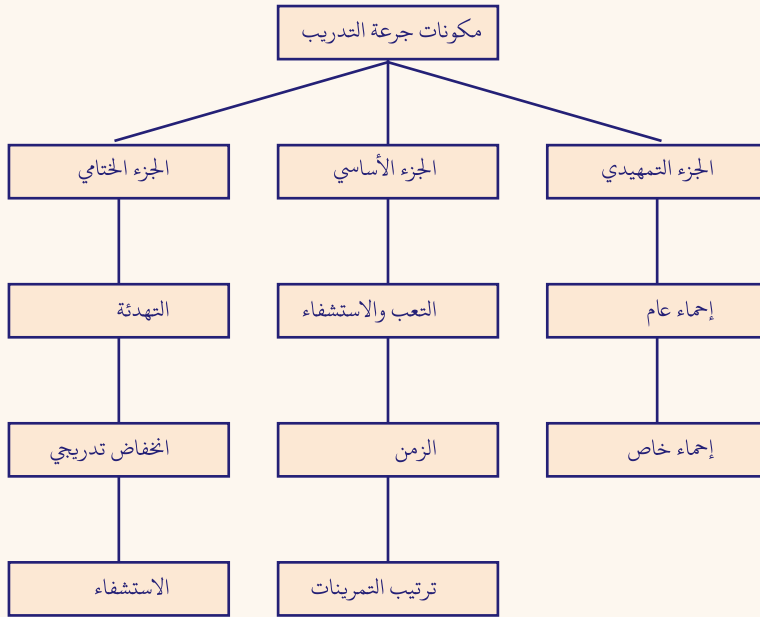 مكونات جرعة التدريب
الجزء التمهيدي
الجزء الأساسي
الجزء الختامي
إحماء عام
التعب والاستشفاء
التهدئة
إحماء خاص
الزمن
انخفاض تدريجي
ترتيب التمرينات
الاستشفاء